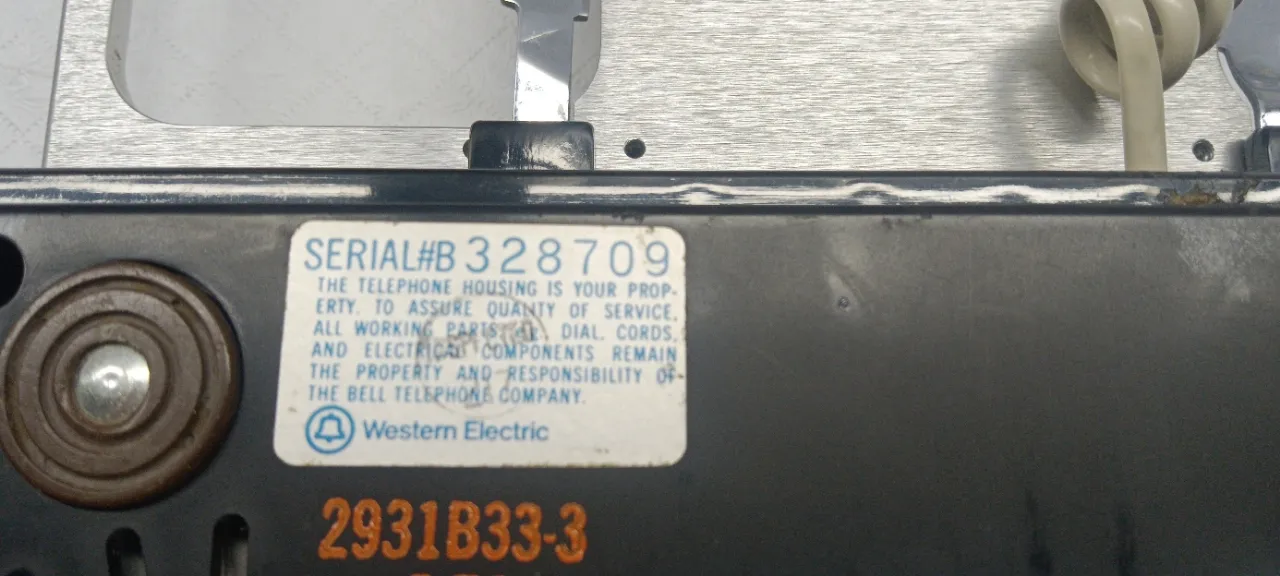 SERIAL#B 328709
THE TELEPHONE HOUSING IS YOUR PROP-
ERTY. TO ASSURE QUALITY OF SERVICE,
ALL WORKING PARTS, DIAL, CORDS,
AND ELECTRICAL COMPONENTS REMAIN
THE PROPERTY AND RESPONSIBILITY OF
THE BELL TELEPHONE COMPANY.
Western Electric
2931B33-3